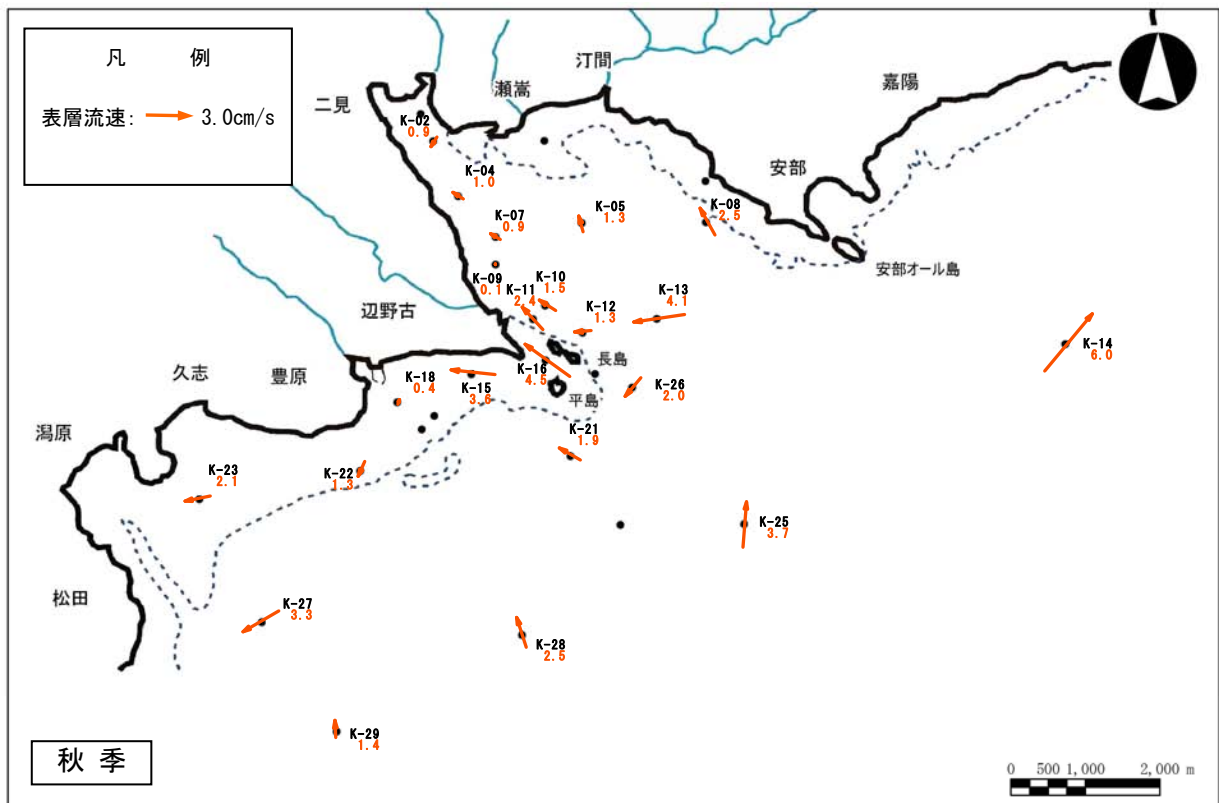 凡 例
表層流速: 3.0cm/s
汀間
瀬嵩
嘉陽
二見
K-02
0.9
安部
K-04
1.0
K-05
1.3
K-08
2.5
K-07
0.9
安部オール島
K-09
0.1
K-10
1.5
K-11
2.4
K-13
4.1
K-12
1.3
辺野古
K-14
6.0
長島
久志
豊原
K-18
0.4
K-15
3.6
K-16
4.5
平島
K-26
2.0
潟原
K-21
1.9
K-23
2.1
K-22
1.3
K-25
3.7
松田
K-27
3.3
K-28
2.5
K-29
1.4
秋 季
0 500 1,000 2,000 m